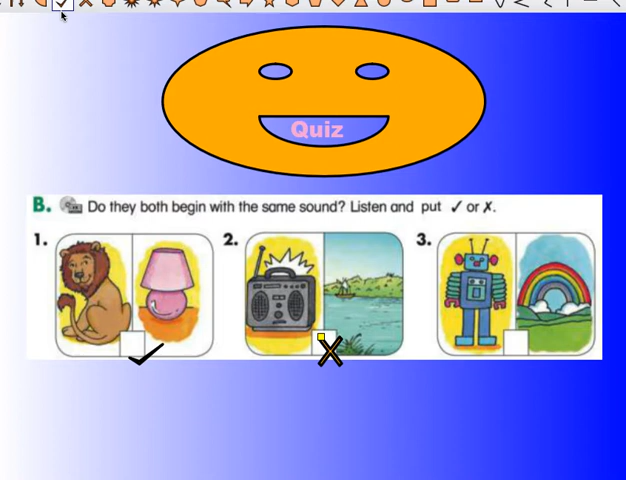 Quiz
B. Do they both begin with the same sound? Listen and put ✓ or ✗.
1. 2. 3.